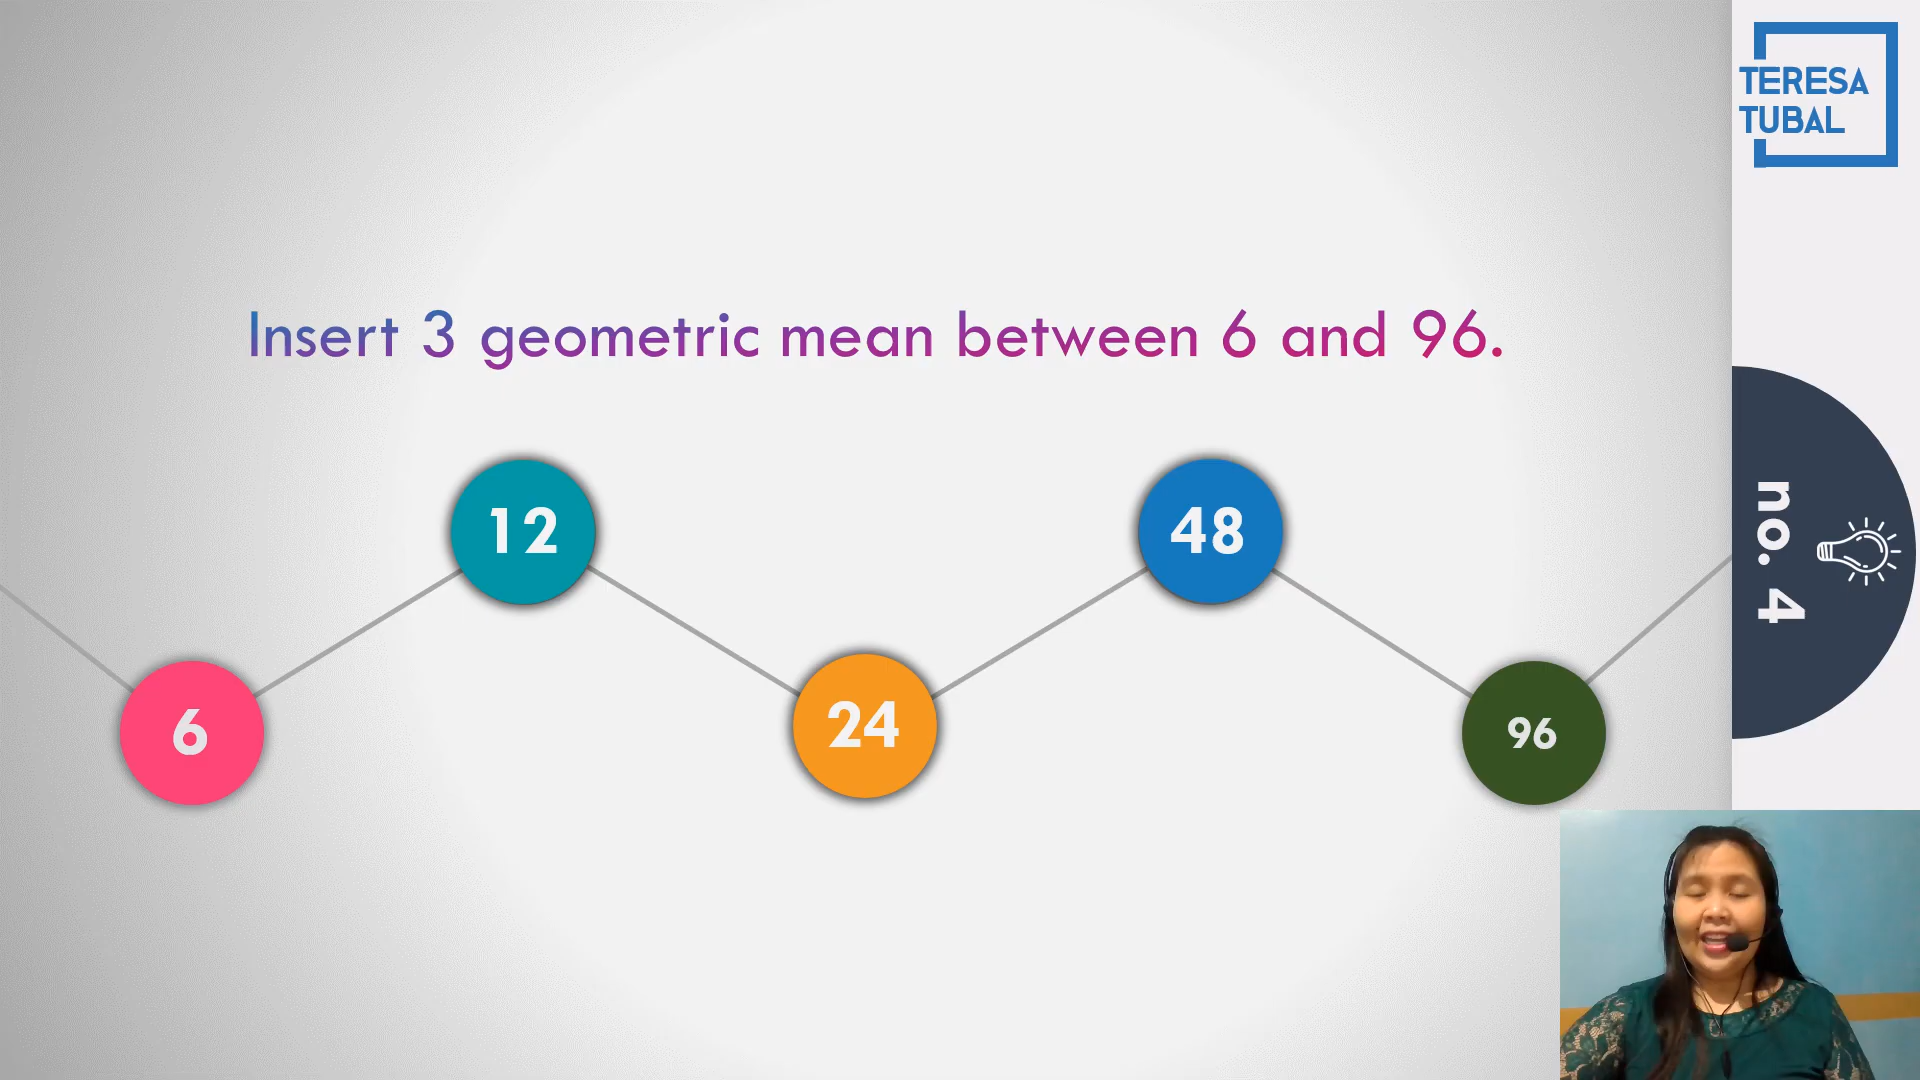 TERESA
TUBAL
Insert 3 geometric mean between 6 and 96.
12
48
6
24
96
no. 4